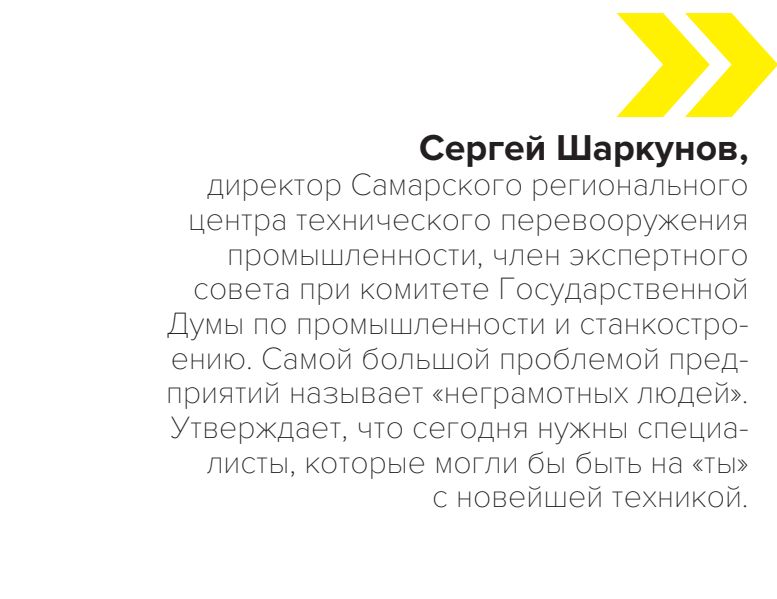 Сергей Шаркунов,
директор Самарского регионального
центра технического перевооружения
промышленности, член экспертного
совета при комитете Государственной
Думы по промышленности и станкостро-
ению. Самой большой проблемой пред-
приятий называет «неграмотных людей».
Утверждает, что сегодня нужны специа-
листы, которые могли бы быть на «ты»
с новейшей техникой.